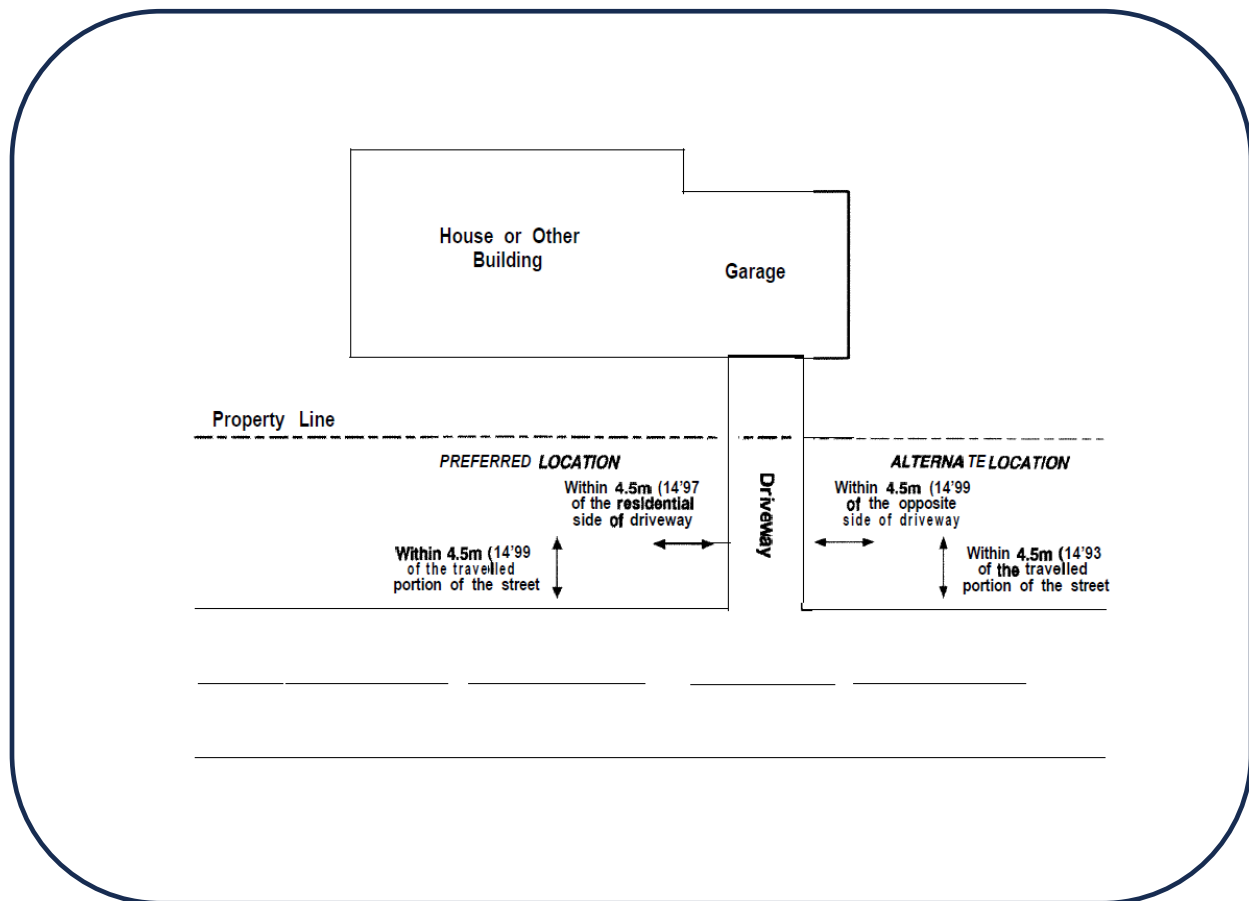 House or Other
Building
Garage
Property Line
PREFERRED LOCATION
Within 4.5m (14'97
of the residential
side of driveway
Within 4.5m (14'99
of the travelled
portion of the street
Driveway
ALTERNA TE LOCATION
Within 4.5m (14'99
of the opposite
side of driveway
Within 4.5m (14'93
of the travelled
portion of the street